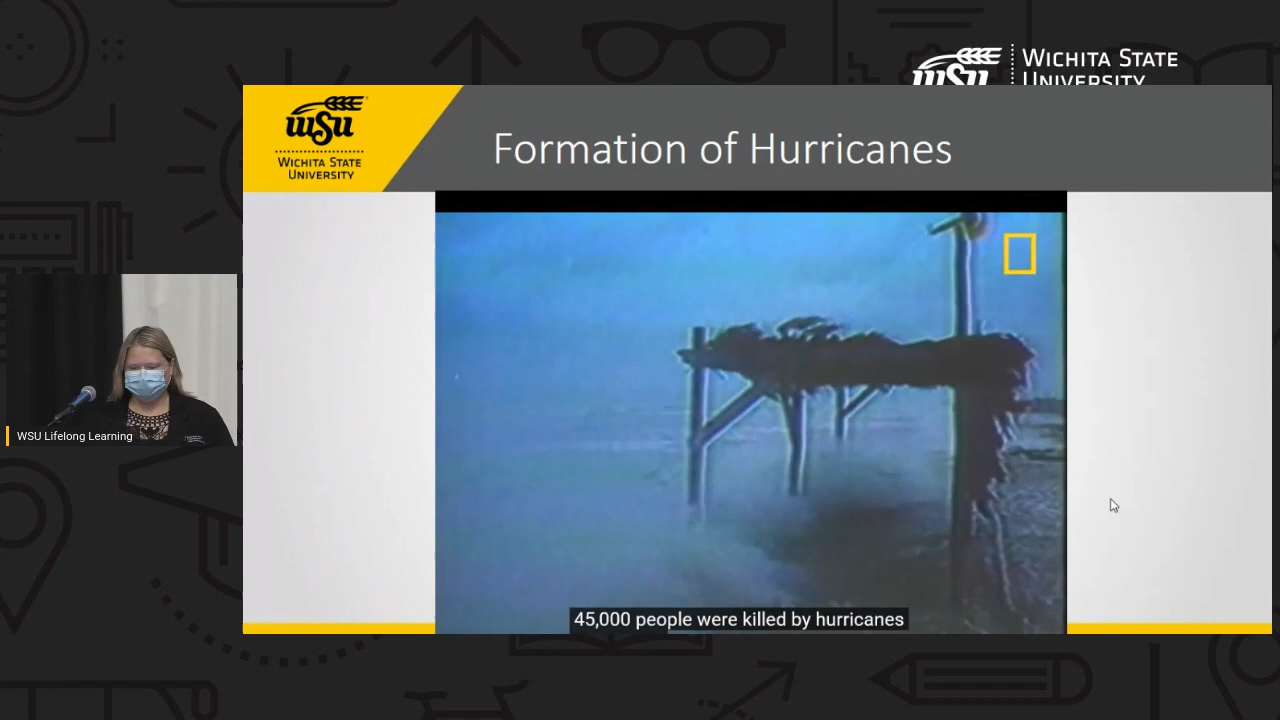 wsu
WICHITA STATE
UNIVERSITY
wsu
WICHITA STATE
UNIVERSITY
Formation of Hurricanes
WSU Lifelong Learning
45,000 people were killed by hurricanes